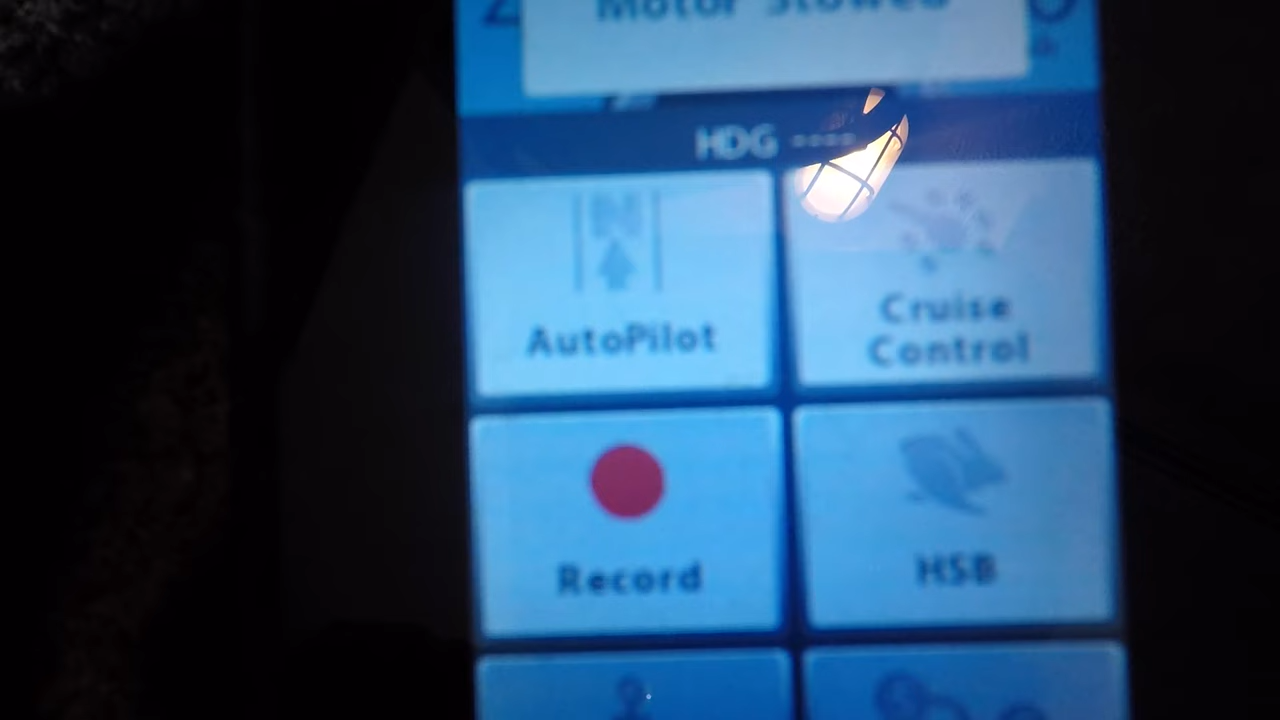 Motor Stowed
HDG ----
N
AutoPilot
Cruise
Control
Record
HSB